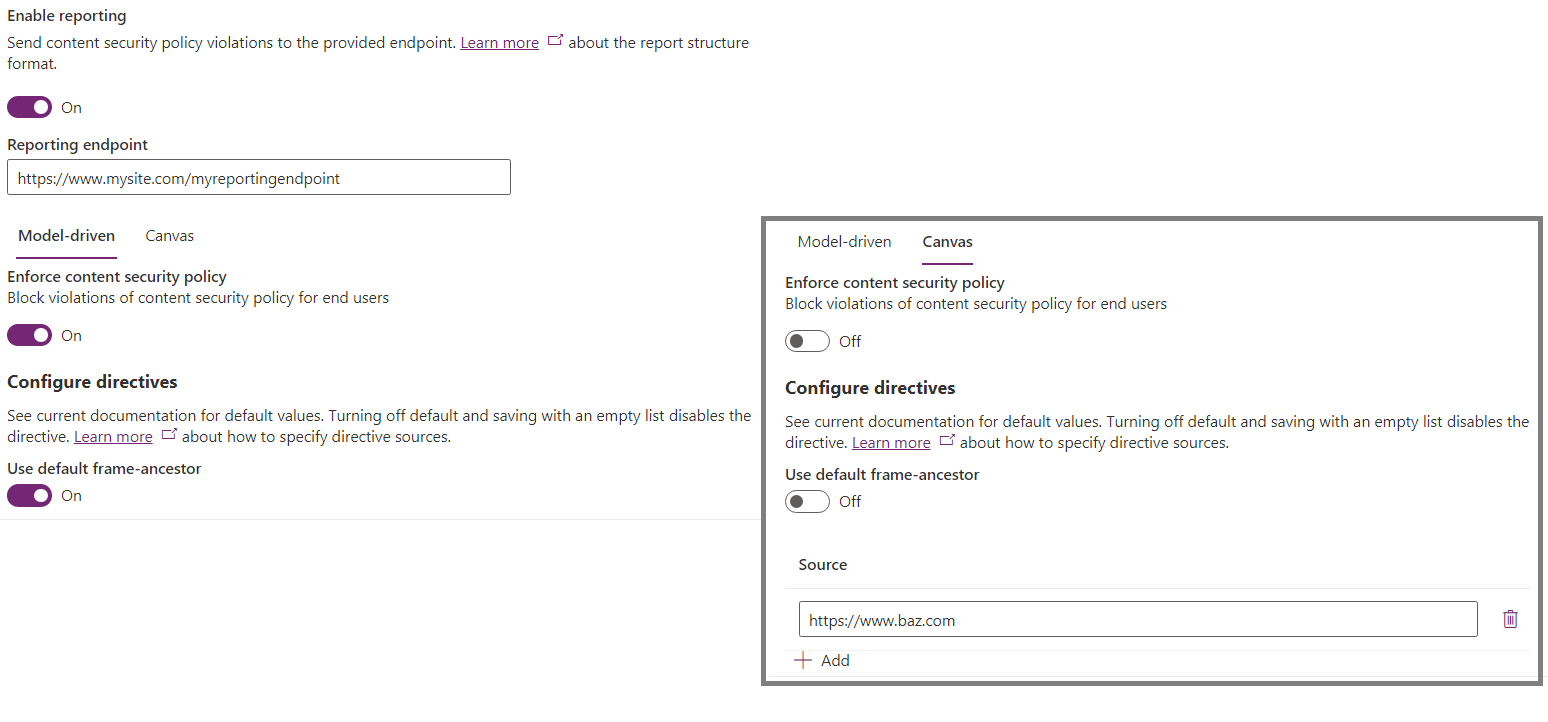 Enable reporting
Send content security policy violations to the provided endpoint. Learn more about the report structure
format.
On
Reporting endpoint
https://www.mysite.com/myreportingendpoint
Model-driven Canvas
Enforce content security policy
Block violations of content security policy for end users
On
Configure directives
See current documentation for default values. Turning off default and saving with an empty list disables the
directive. Learn more about how to specify directive sources.
Use default frame-ancestor
On
Model-driven Canvas
Enforce content security policy
Block violations of content security policy for end users
Off
Configure directives
See current documentation for default values. Turning off default and saving with an empty list disables the
directive. Learn more about how to specify directive sources.
Use default frame-ancestor
Off
Source
https://www.baz.com
Add